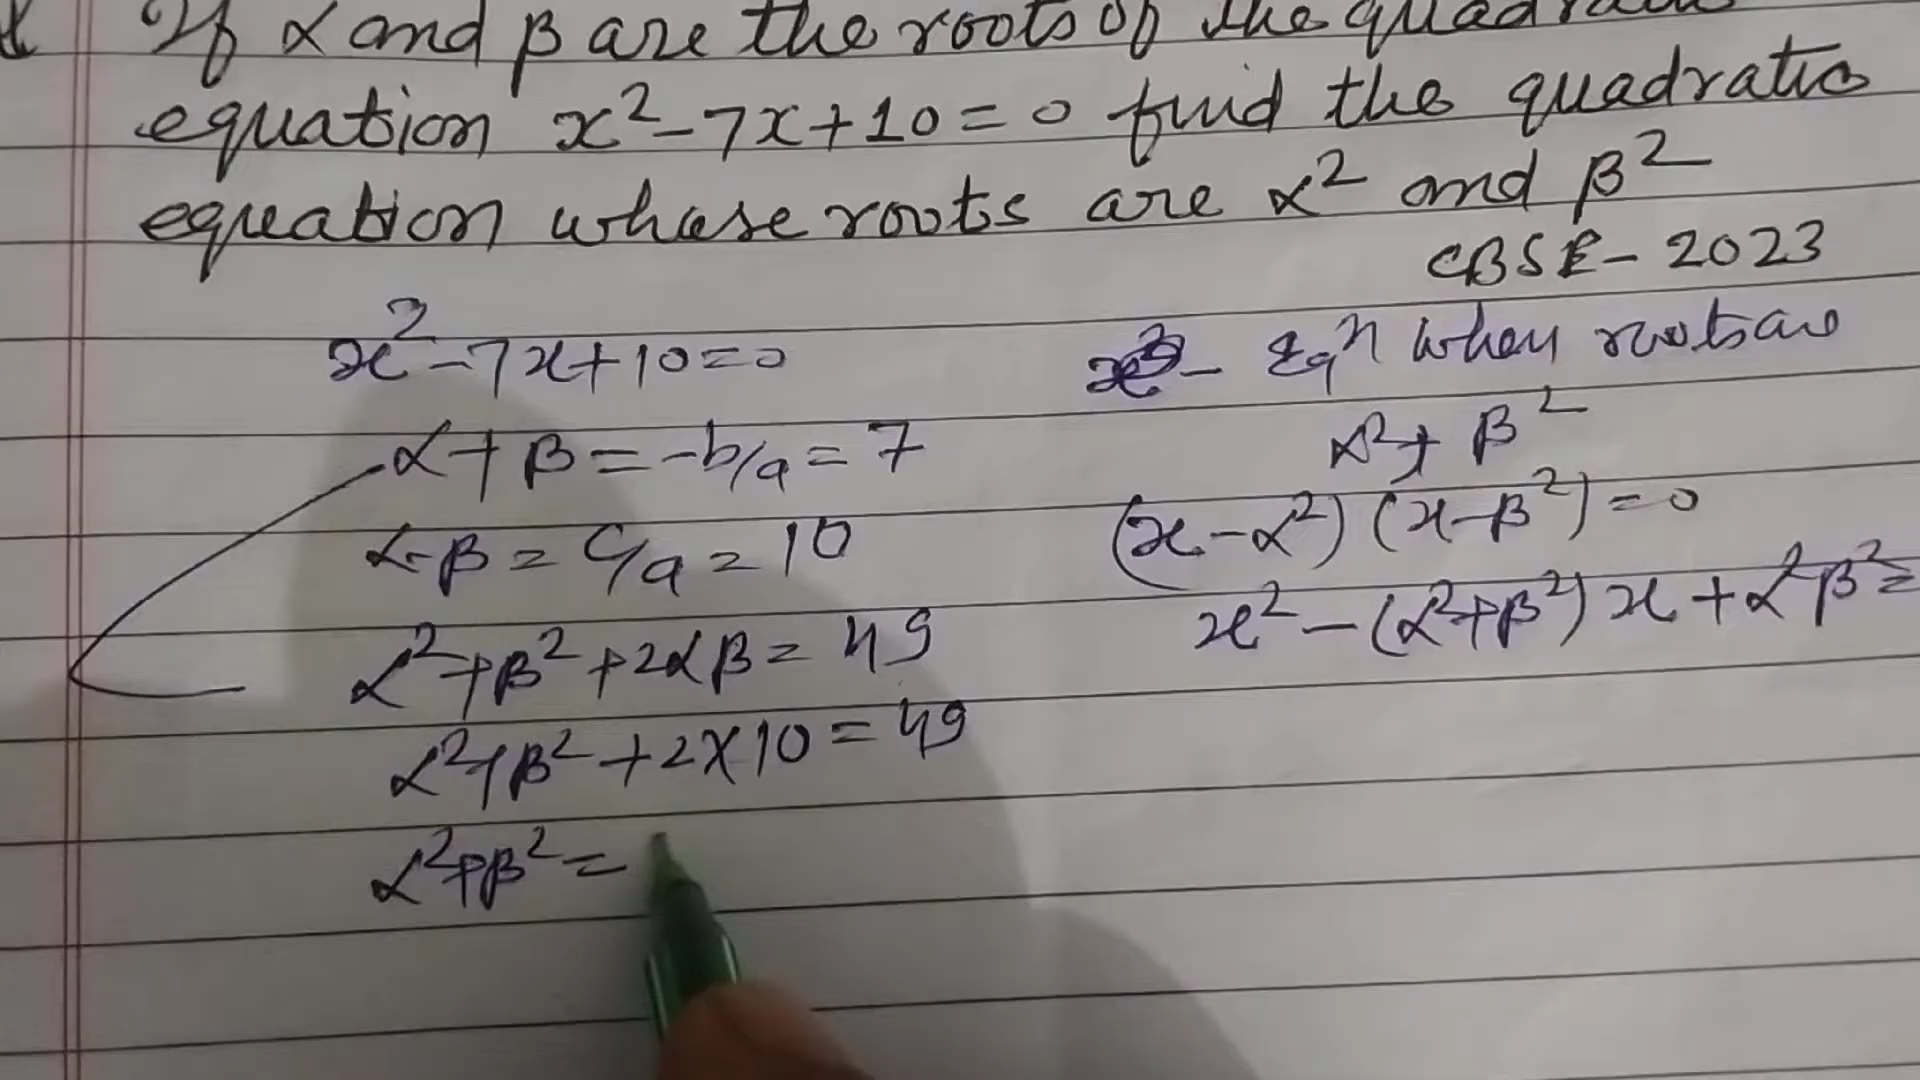 If α and β are the roots of the quadratic
equation x²-7x+10=0 find the quadratic
equation whose roots are α² and β²
CBSE-2023
x²-7x+10=0
α+β=-b/a=7
α·β=c/a=10
α²+β²+2αβ=49
α²+β²+2×10=49
α²+β²=
Eqⁿ when roots are
α²+β²
(x-α²)(x-β²)=0
x²-(α²+β²)x+α²β²=